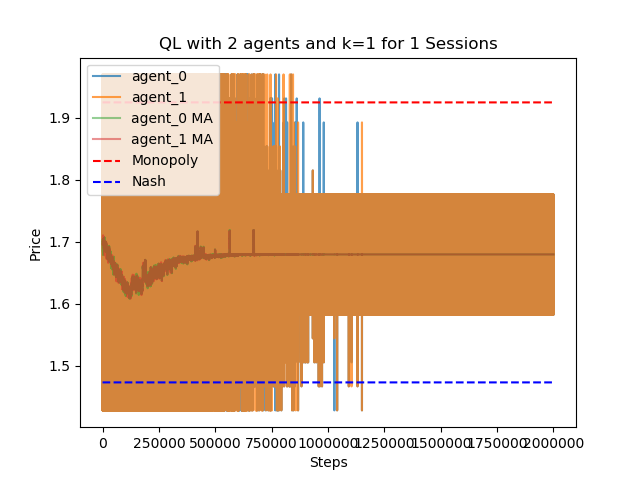 QL with 2 agents and k=1 for 1 Sessions
agent_0
agent_1
agent_0 MA
agent_1 MA
Monopoly
Nash
1.9
1.8
1.7
1.6
1.5
Price
0 250000 500000 750000 1000000 1250000 1500000 1750000 2000000
Steps